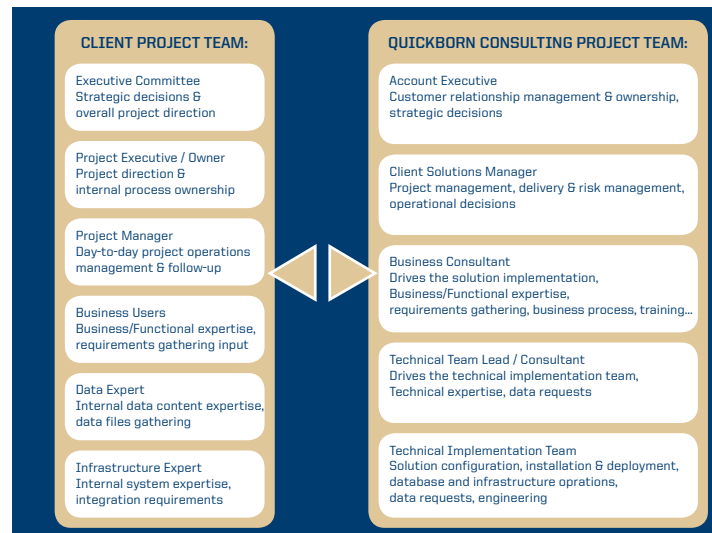 CLIENT PROJECT TEAM:
Executive Committee
Strategic decisions &
overall project direction
Project Executive / Owner
Project direction &
internal process ownership
Project Manager
Day-to-day project operations
management & follow-up
Business Users
Business/Functional expertise,
requirements gathering input
Data Expert
Internal data content expertise,
data files gathering
Infrastructure Expert
Internal system expertise,
integration requirements
QUICKBORN CONSULTING PROJECT TEAM:
Account Executive
Customer relationship management & ownership,
strategic decisions
Client Solutions Manager
Project management, delivery & risk management,
operational decisions
Business Consultant
Drives the solution implementation,
Business/Functional expertise,
requirements gathering, business process, training...
Technical Team Lead / Consultant
Drives the technical implementation team,
Technical expertise, data requests
Technical Implementation Team
Solution configuration, installation & deployment,
database and infrastructure oprations,
data requests, engineering